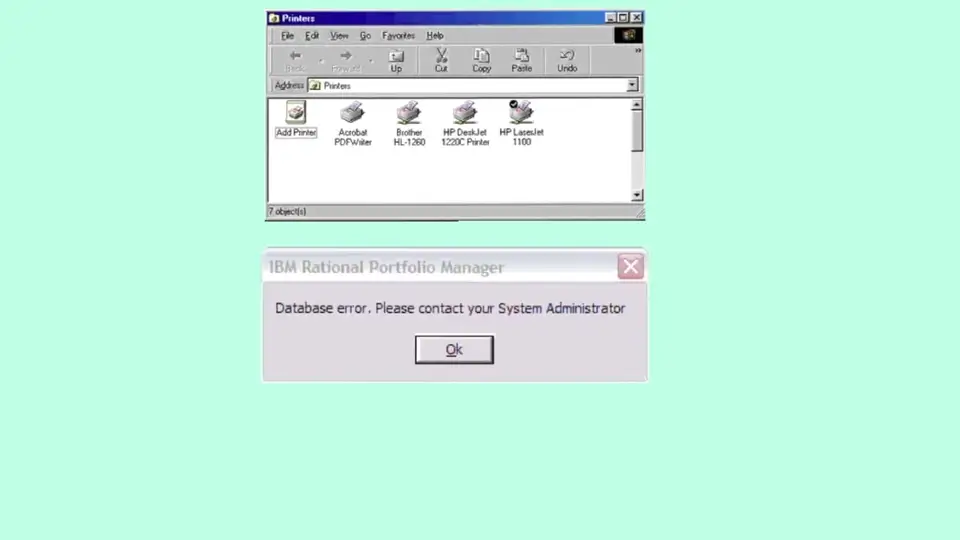 Printers
File Edit View Go Favorites Help
Back Forward Up Cut Copy Paste Undo
Address Printers
Add Printer
Acrobat PDFWriter
Brother HL-1260
HP DeskJet 1220C Printer
HP LaserJet 1100
7 object(s)
IBM Rational Portfolio Manager
Database error. Please contact your System Administrator
Ok